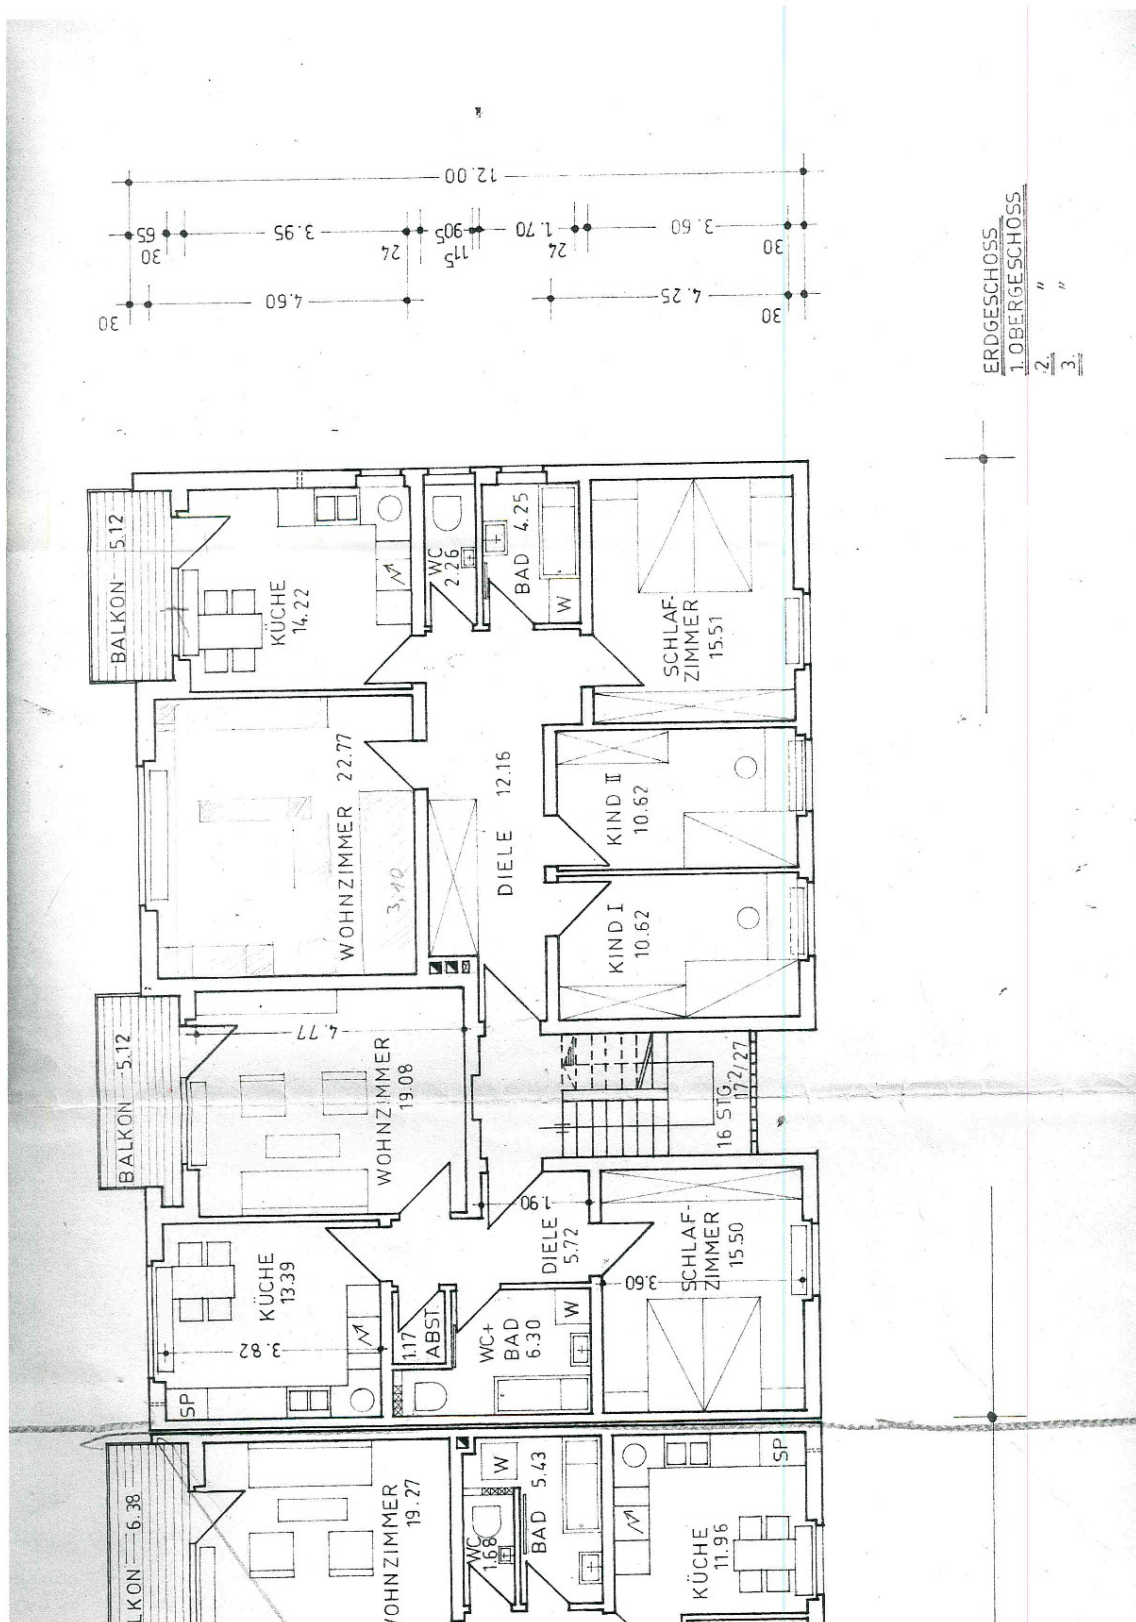 12.00
65
3.95
905
1.70
3.60
30
24
115
24
30
4.60
4.25
30
30
ERDGESCHOSS
1. OBERGESCHOSS
2. "
3. "
BALKON 5.12
KÜCHE
14.22
WC
2.26
BAD 4.25
W
SCHLAF-
ZIMMER
15.51
WOHNZIMMER 22.77
3,10
DIELE 12.16
KIND II
10.62
KIND I
10.62
BALKON 5.12
4.77
WOHNZIMMER
19.08
16 STG.
17²/27
KÜCHE
13.39
3.82
SP
1.17
ABST.
WC+
BAD
6.30
W
1.90
DIELE
5.72
SCHLAF-
ZIMMER
15.50
3.60
LKON 6.38
OHNZIMMER
19.27
WC
1.68
W
BAD 5.43
KÜCHE
11.96
SP